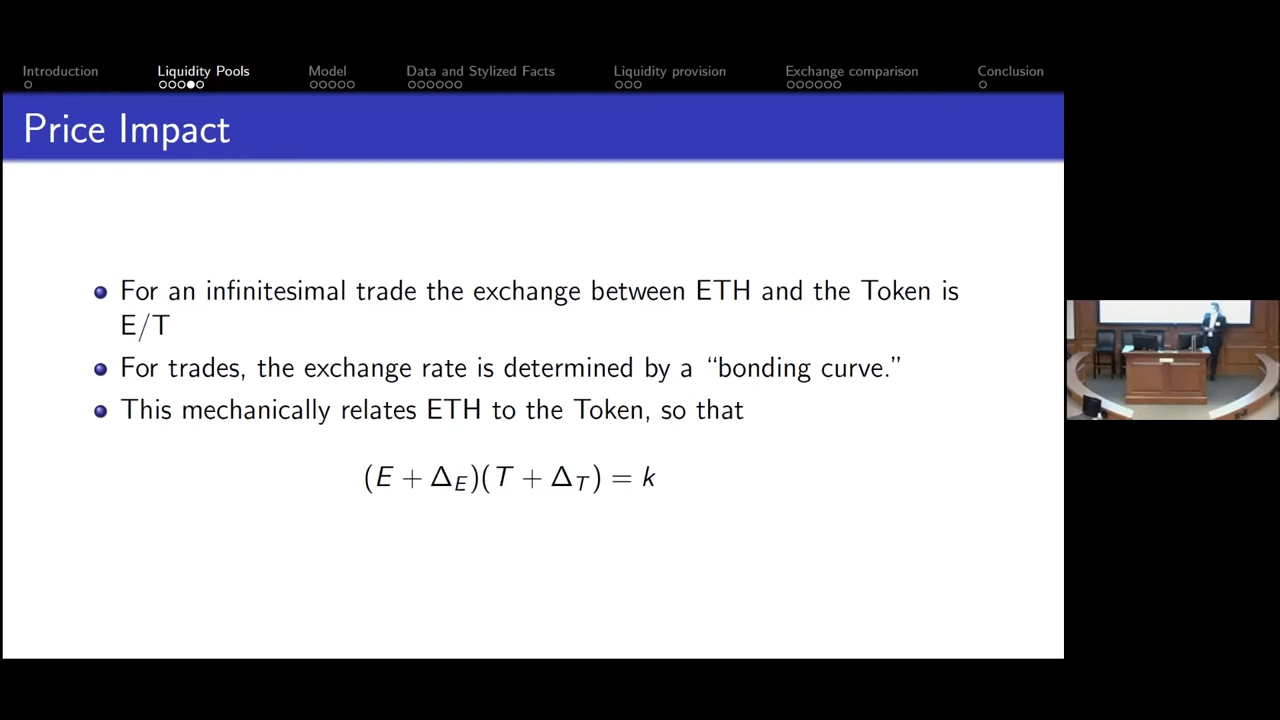 Introduction
Liquidity Pools
Model
Data and Stylized Facts
Liquidity provision
Exchange comparison
Conclusion
Price Impact
For an infinitesimal trade the exchange between ETH and the Token is
E/T
For trades, the exchange rate is determined by a “bonding curve.”
This mechanically relates ETH to the Token, so that
(E + Δ_E)(T + Δ_T) = k